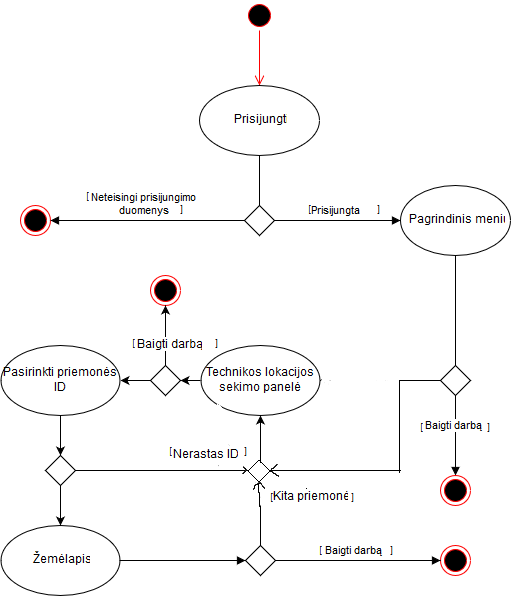 Prisijungt
[Neteisingi prisijungimo
duomenys ]
[Prisijungta ]
Pagrindinis meniu
[Baigti darbą ]
Pasirinkti priemonės
ID
Technikos lokacijos
sekimo panelė
[Baigti darbą ]
[Nerastas ID ]
[Kita priemonė]
Žemėlapis
[ Baigti darbą ]